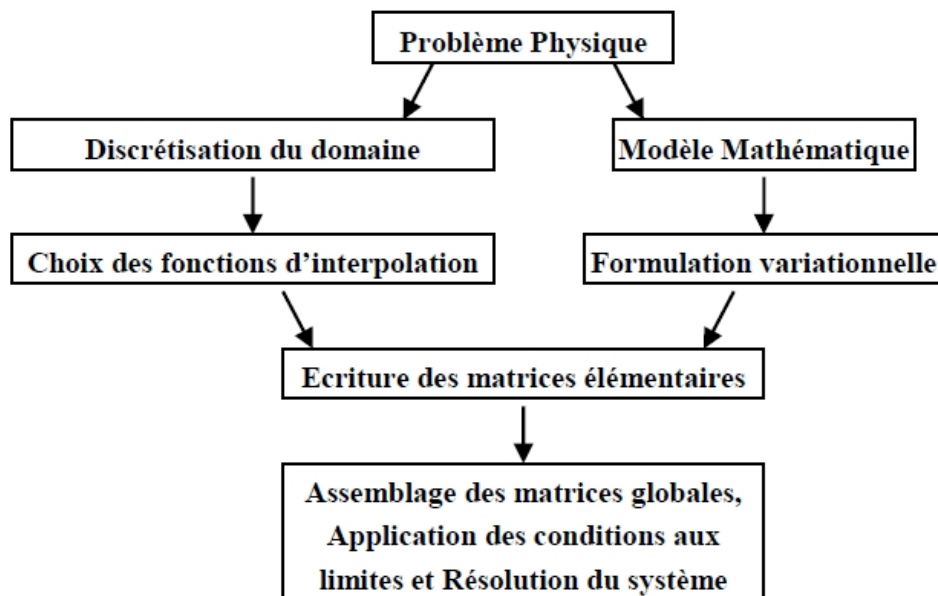 Problème Physique
Discrétisation du domaine
Modèle Mathématique
Choix des fonctions d'interpolation
Formulation variationnelle
Ecriture des matrices élémentaires
Assemblage des matrices globales,
Application des conditions aux
limites et Résolution du système